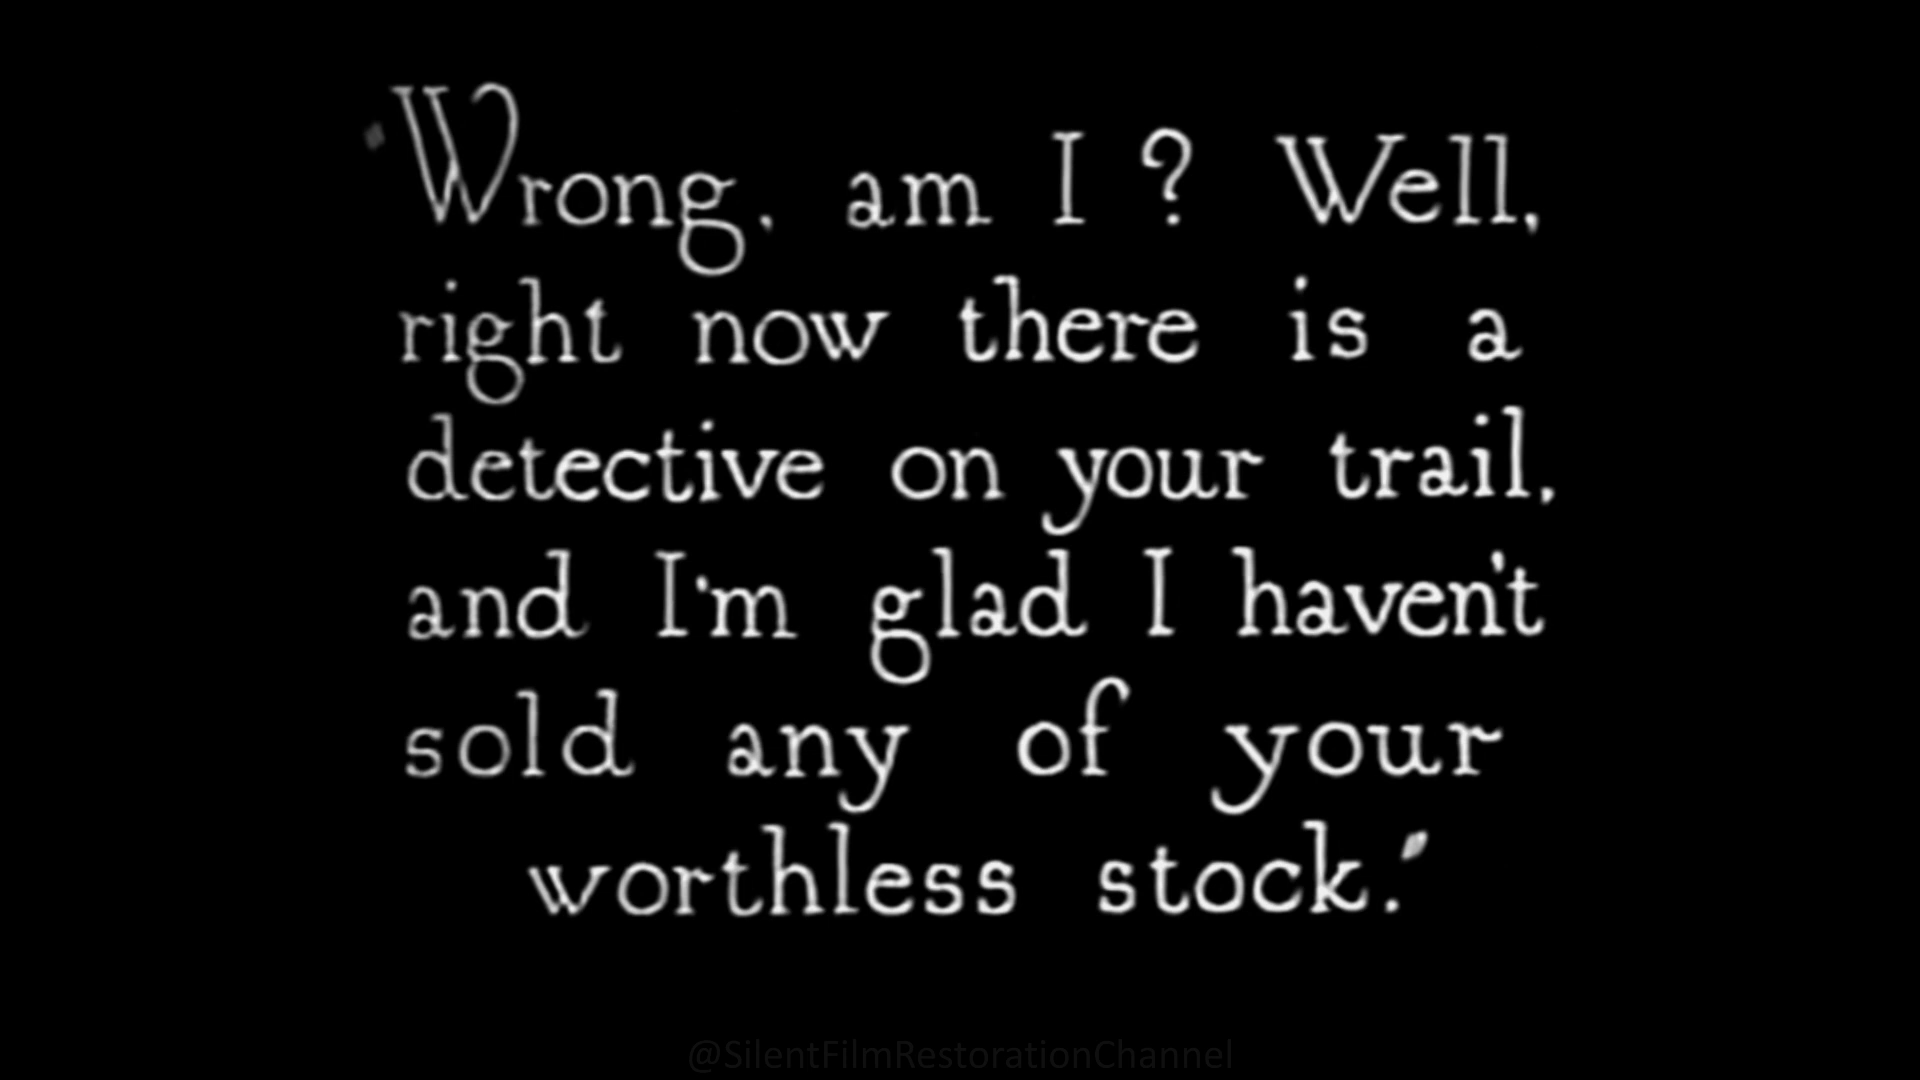 "Wrong, am I? Well,
right now there is a
detective on your trail,
and I'm glad I haven't
sold any of your
worthless stock."
@SilentFilmRestorationChannel